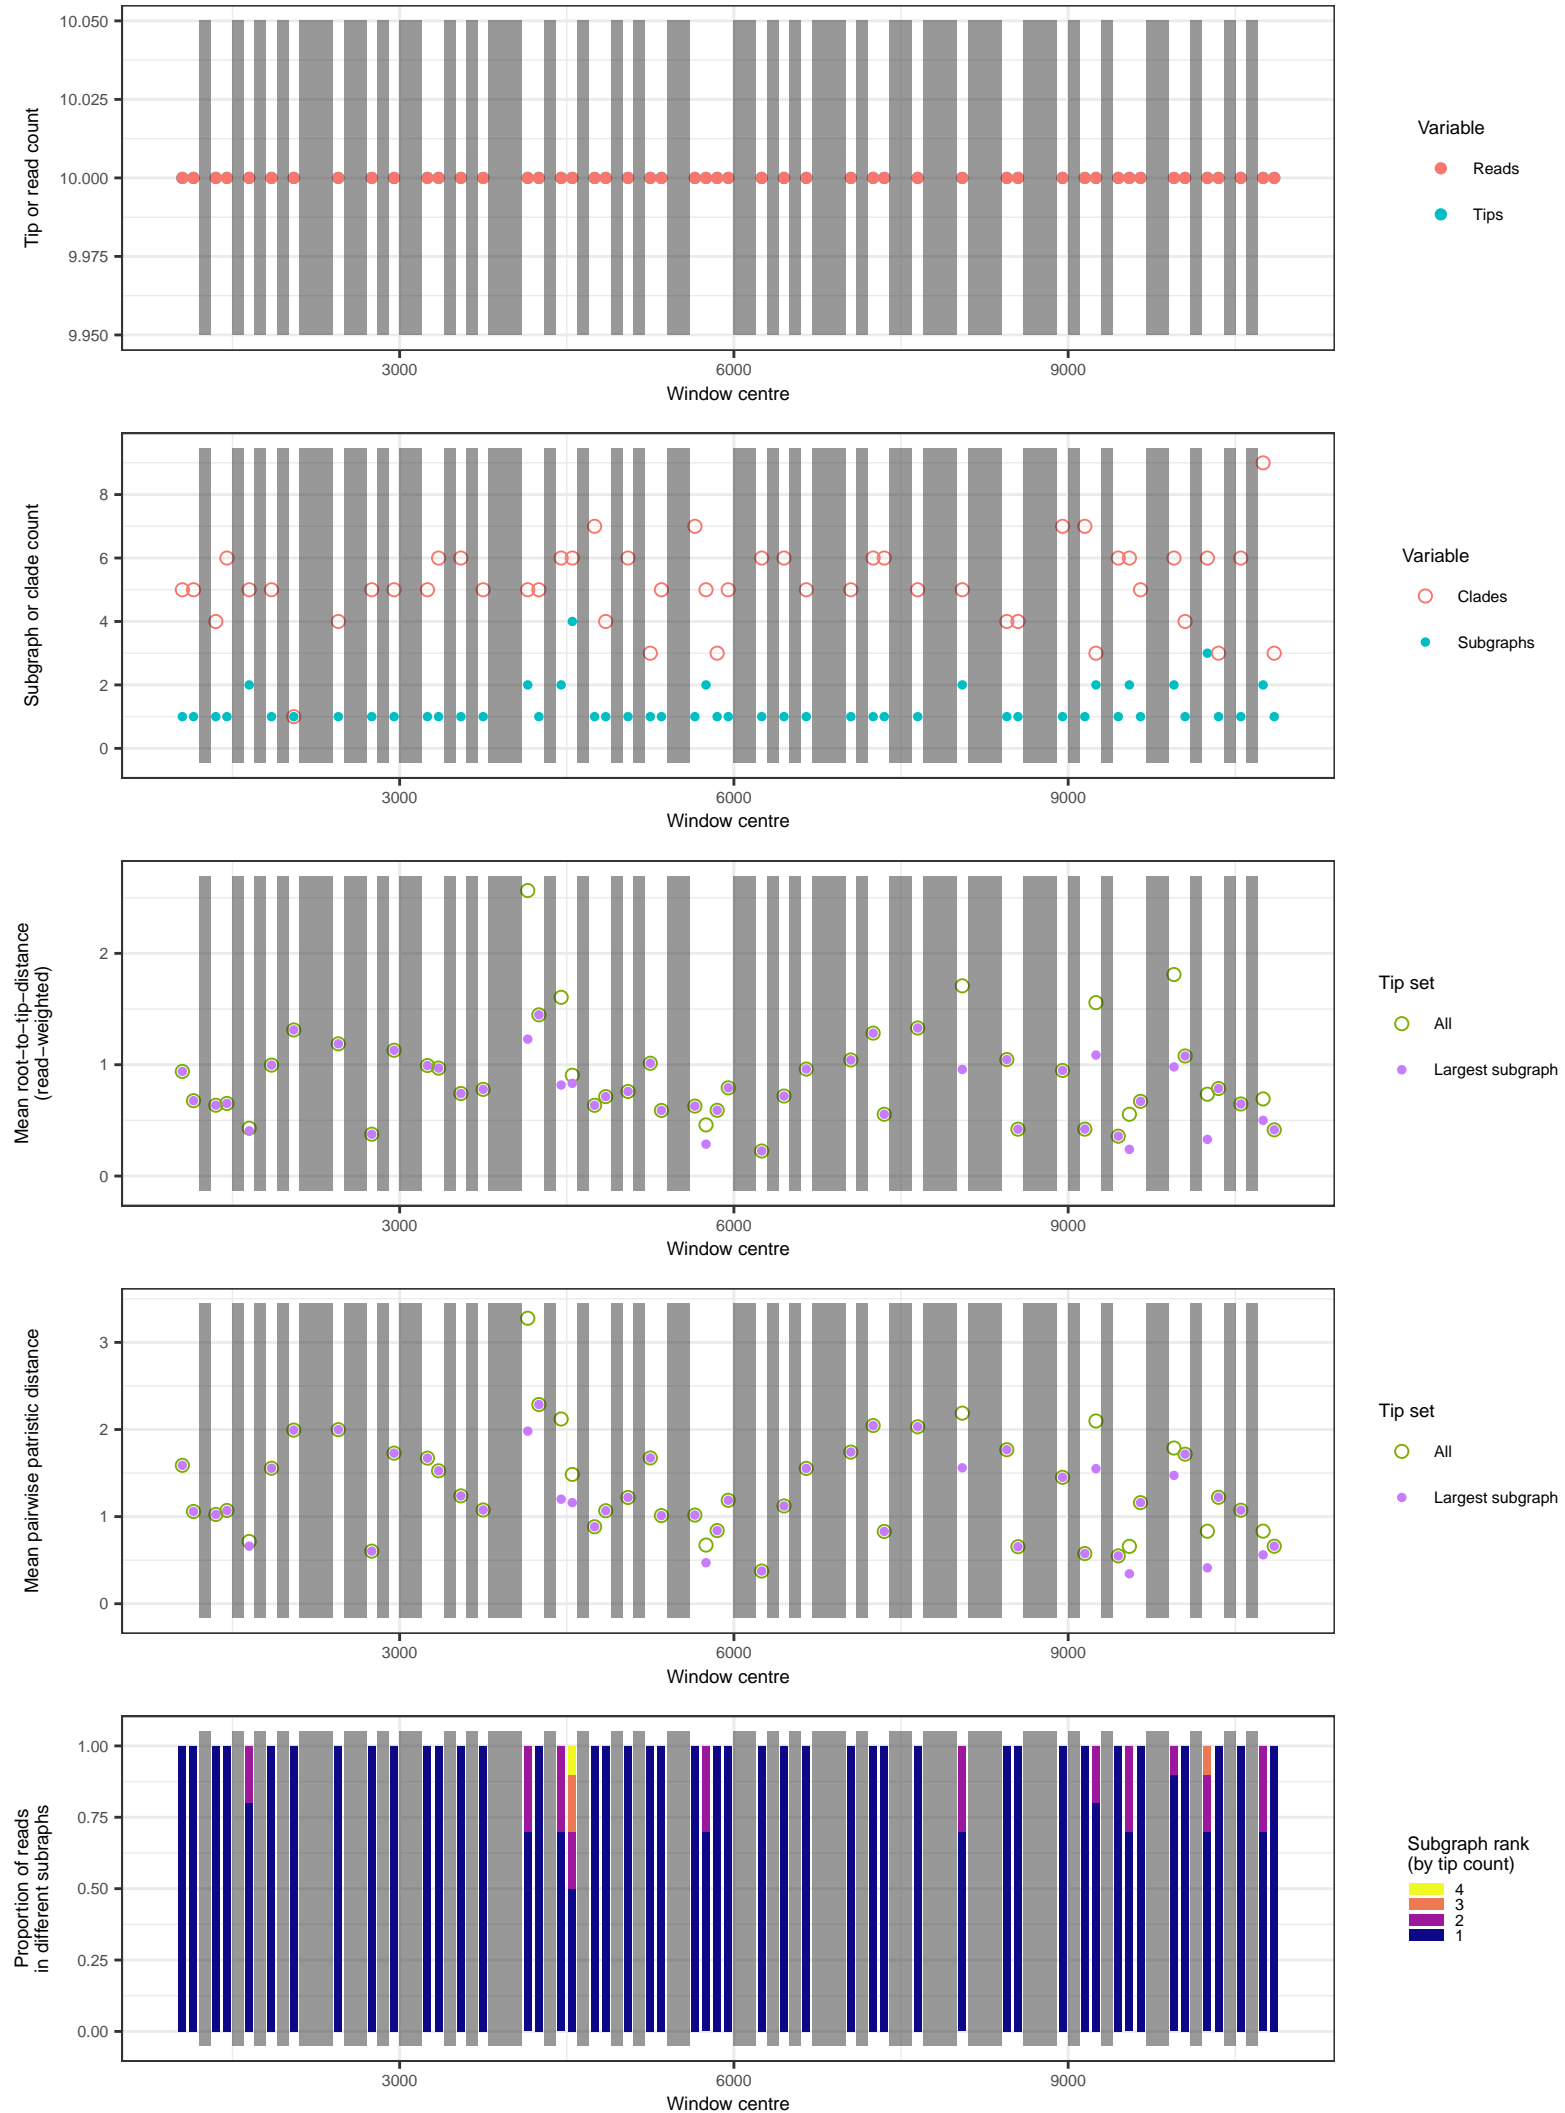 10.050
10.025
10.000
9.975
9.950
Tip or read count
3000
6000
9000
Window centre
Variable
Reads
Tips
8
6
4
2
0
Subgraph or clade count
3000
6000
9000
Window centre
Variable
Clades
Subgraphs
2
1
0
Mean root−to−tip−distance
(read−weighted)
3000
6000
9000
Window centre
Tip set
All
Largest subgraph
3
2
1
0
Mean pairwise patristic distance
3000
6000
9000
Window centre
Tip set
All
Largest subgraph
1.00
0.75
0.50
0.25
0.00
Proportion of reads
in different subraphs
3000
6000
9000
Window centre
Subgraph rank
(by tip count)
4
3
2
1